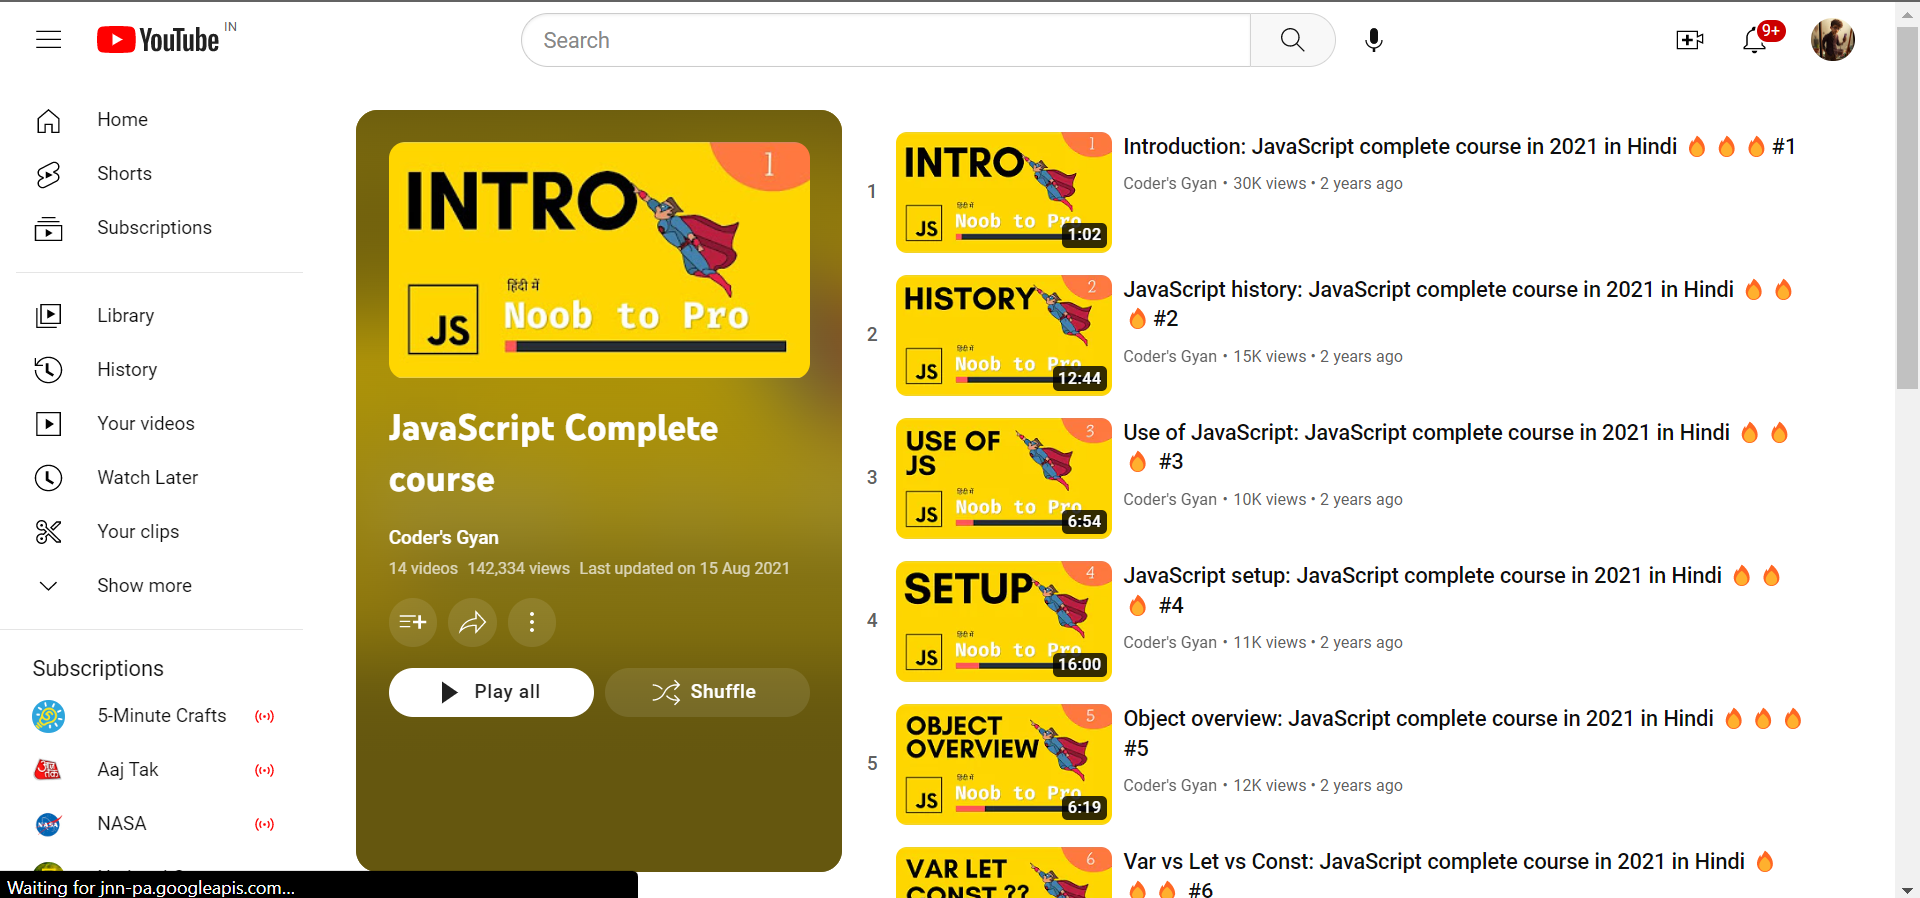 YouTube IN
Search
9+
Home
Shorts
Subscriptions
Library
History
Your videos
Watch Later
Your clips
Show more
Subscriptions
5-Minute Crafts
Aaj Tak
NASA
INTRO
1
हिंदी में
JS
Noob to Pro
JavaScript Complete
course
Coder's Gyan
14 videos 142,334 views Last updated on 15 Aug 2021
Play all
Shuffle
1
INTRO
1
हिंदी में
JS
Noob to Pro
1:02
Introduction: JavaScript complete course in 2021 in Hindi 🔥 🔥 🔥 #1
Coder's Gyan • 30K views • 2 years ago
2
HISTORY
2
हिंदी में
JS
Noob to Pro
12:44
JavaScript history: JavaScript complete course in 2021 in Hindi 🔥 🔥
🔥 #2
Coder's Gyan • 15K views • 2 years ago
3
USE OF
JS
3
हिंदी में
JS
Noob to Pro
6:54
Use of JavaScript: JavaScript complete course in 2021 in Hindi 🔥 🔥
🔥 #3
Coder's Gyan • 10K views • 2 years ago
4
SETUP
4
हिंदी में
JS
Noob to Pro
16:00
JavaScript setup: JavaScript complete course in 2021 in Hindi 🔥 🔥
🔥 #4
Coder's Gyan • 11K views • 2 years ago
5
OBJECT
OVERVIEW
5
हिंदी में
JS
Noob to Pro
6:19
Object overview: JavaScript complete course in 2021 in Hindi 🔥 🔥 🔥
#5
Coder's Gyan • 12K views • 2 years ago
VAR LET
CONST ??
6
Var vs Let vs Const: JavaScript complete course in 2021 in Hindi 🔥
🔥 🔥 #6
Waiting for jnn-pa.googleapis.com...